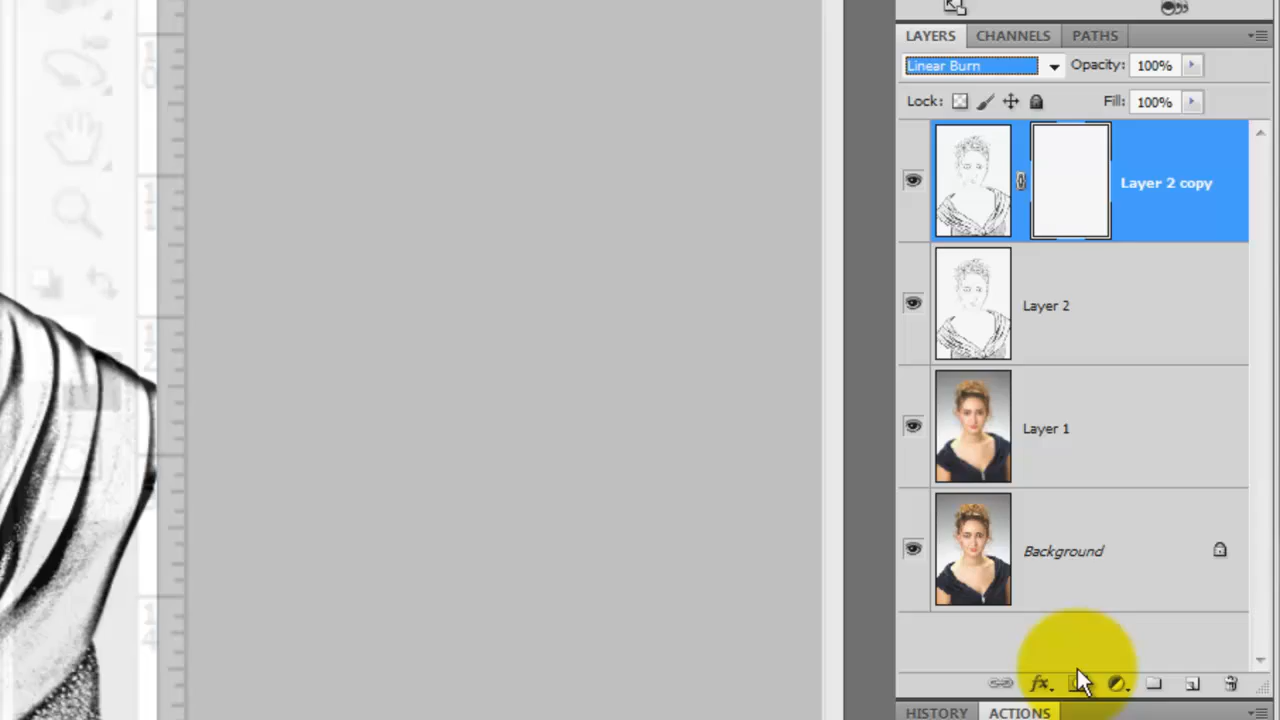 LAYERS CHANNELS PATHS
Linear Burn Opacity: 100%
Lock: Fill: 100%
Layer 2 copy
Layer 2
Layer 1
Background
fx
HISTORY ACTIONS